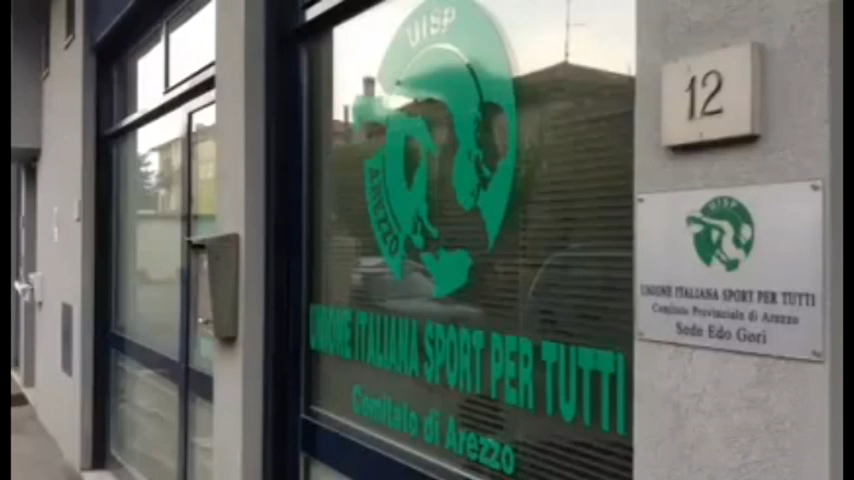 UISP
AREZZO
UNIONE ITALIANA SPORT PER TUTTI
Comitato di Arezzo
12
UISP
UNIONE ITALIANA SPORT PER TUTTI
Comitato Provinciale di Arezzo
Sede Edo Gori